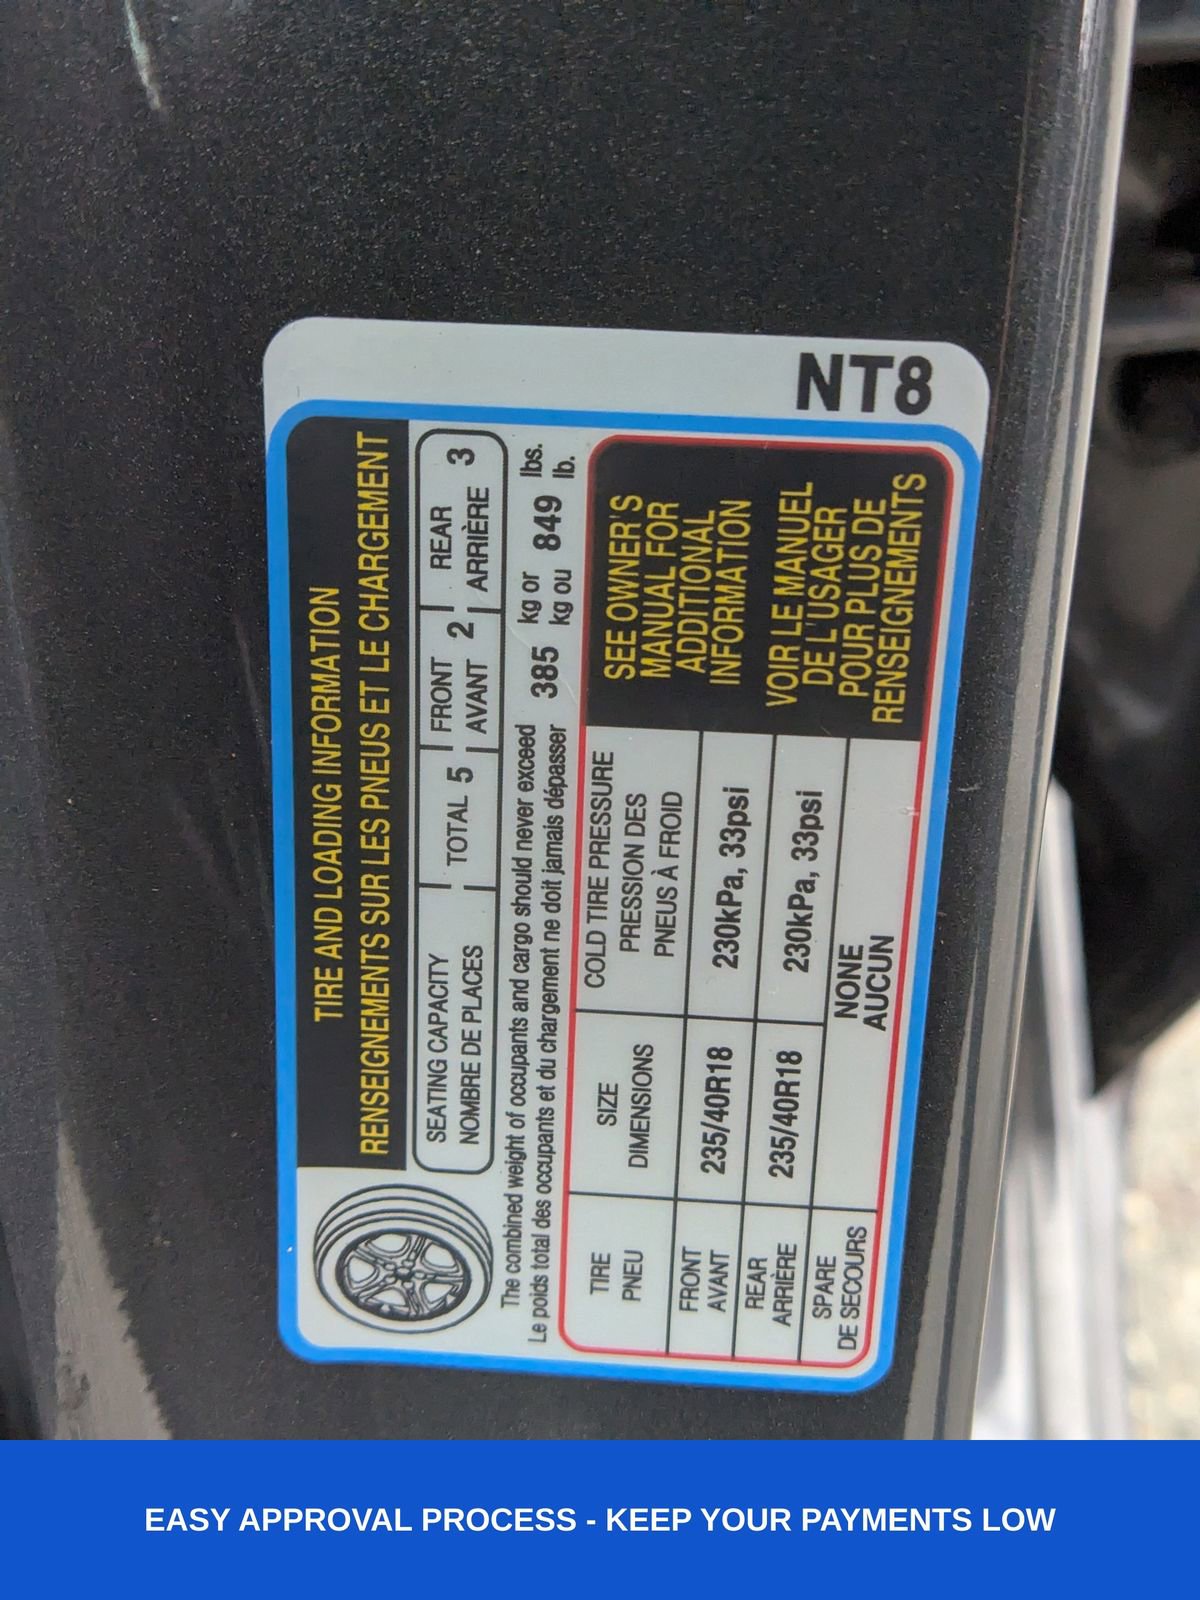 NT8
TIRE AND LOADING INFORMATION
RENSEIGNEMENTS SUR LES PNEUS ET LE CHARGEMENT
SEATING CAPACITY
NOMBRE DE PLACES
TOTAL 5
FRONT
AVANT 2
REAR
ARRIÈRE 3
The combined weight of occupants and cargo should never exceed 385 kg or 849 lbs.
Le poids total des occupants et du chargement ne doit jamais dépasser kg ou lb.
TIRE
PNEU
SIZE
DIMENSIONS
COLD TIRE PRESSURE
PRESSION DES
PNEUS À FROID
FRONT
AVANT
235/40R18
230kPa, 33psi
REAR
ARRIÈRE
235/40R18
230kPa, 33psi
SPARE
DE SECOURS
NONE
AUCUN
SEE OWNER'S
MANUAL FOR
ADDITIONAL
INFORMATION
VOIR LE MANUEL
DE L'USAGER
POUR PLUS DE
RENSEIGNEMENTS
EASY APPROVAL PROCESS - KEEP YOUR PAYMENTS LOW